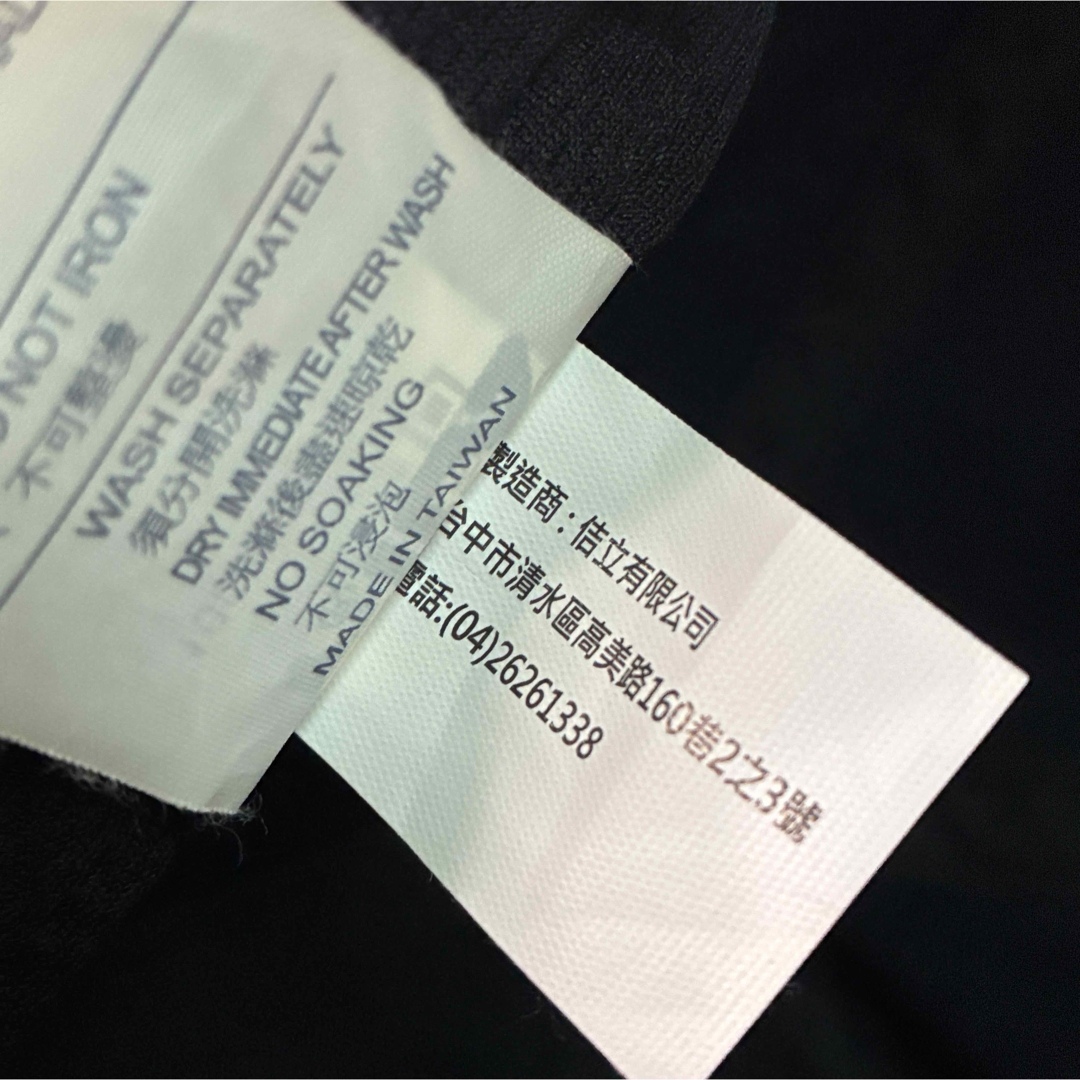 NOT IRON
不可整燙
WASH SEPARATELY
須分開洗滌
DRY IMMEDIATE AFTER WASH
洗滌後盡速晾乾
NO SOAKING
不可浸泡
MADE IN TAIWAN
製造商：佶立有限公司
台中市清水區高美路160巷2之3號
電話:(04)26261338